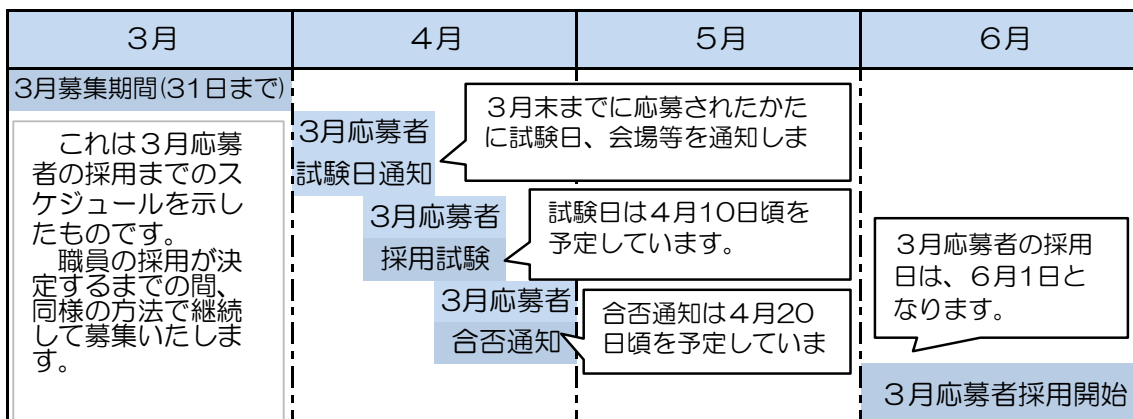 3月
4月
5月
6月
3月募集期間(31日まで)
これは3月応募
者の採用までのス
ケジュールを示し
たものです。
職員の採用が決
定するまでの間、
同様の方法で継続
して募集いたしま
す。
3月応募者
試験日通知
3月末までに応募されたかた
に試験日、会場等を通知しま
3月応募者
採用試験
試験日は4月10日頃を
予定しています。
3月応募者
合否通知
合否通知は4月20
日頃を予定していま
3月応募者の採用
日は、6月1日と
なります。
3月応募者採用開始